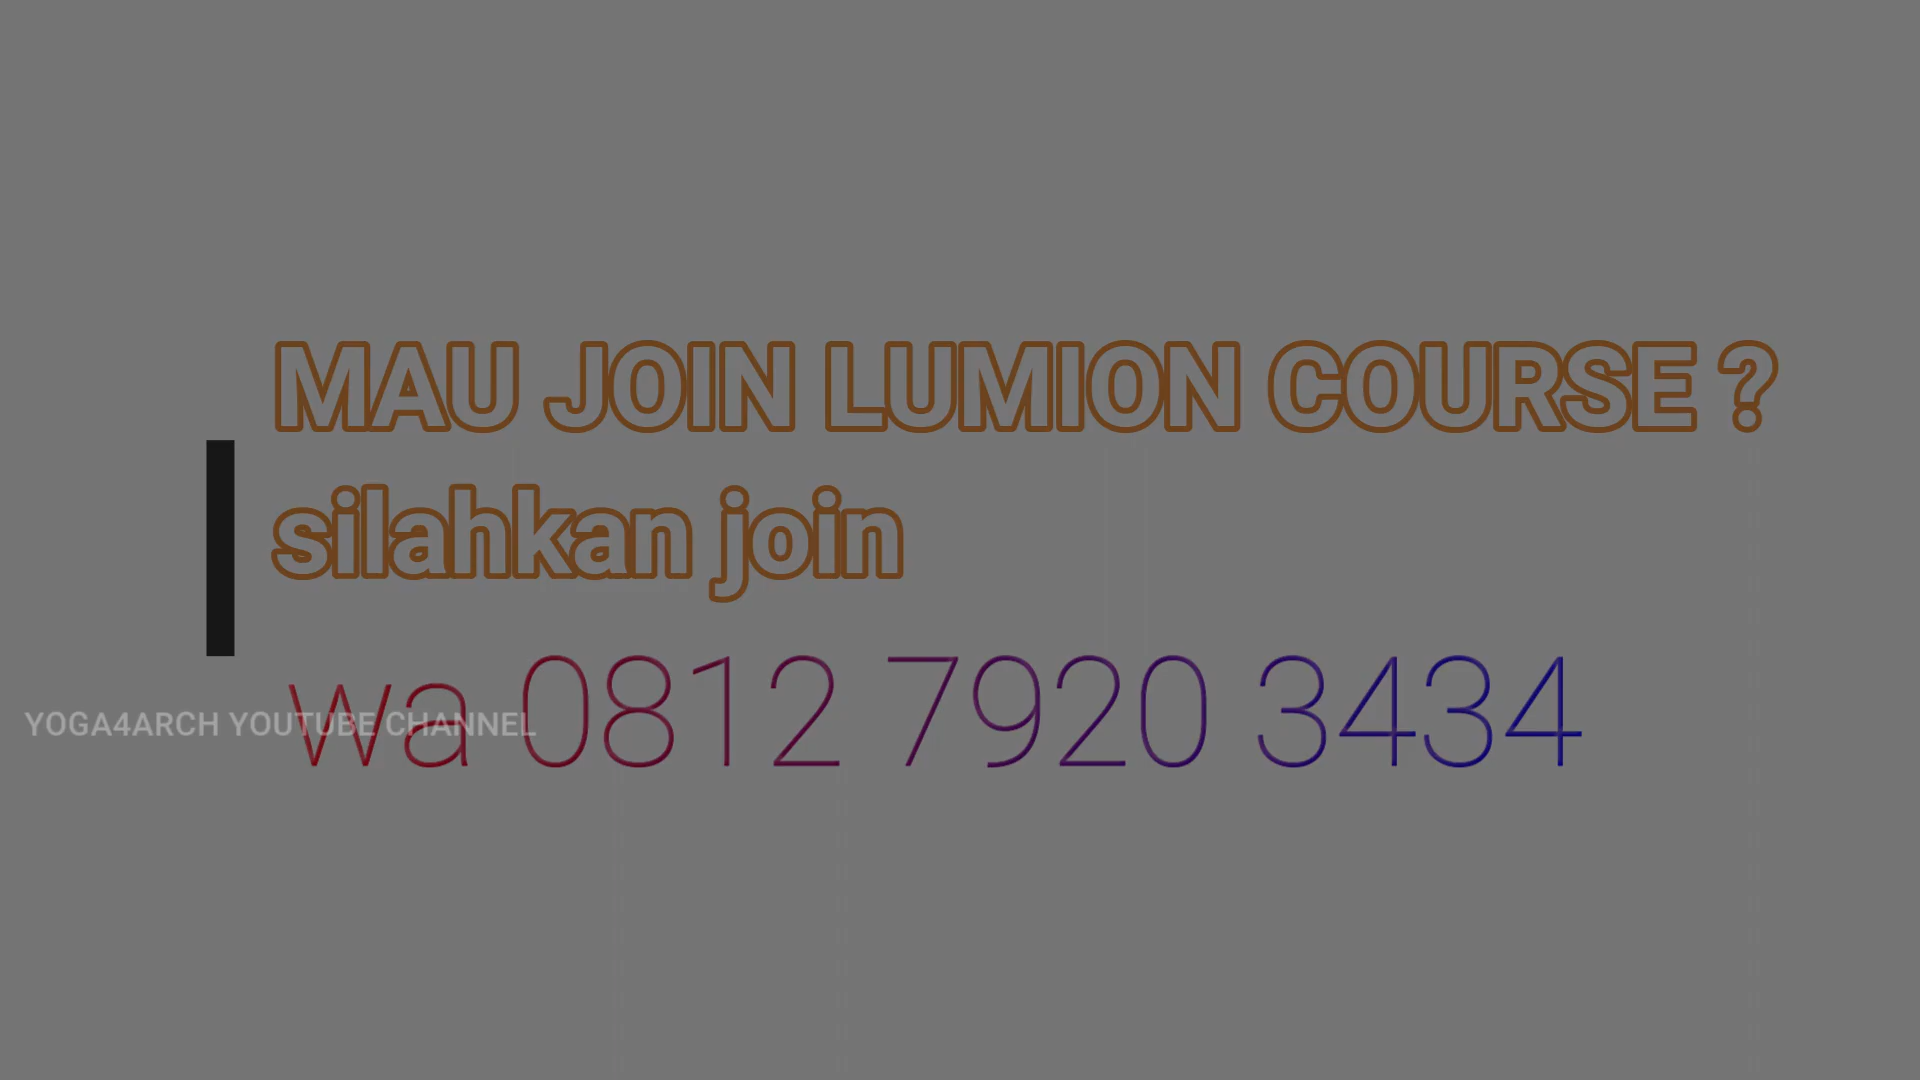 MAU JOIN LUMION COURSE ?
silahkan join
wa 0812 7920 3434
YOGA4ARCH YOUTUBE CHANNEL